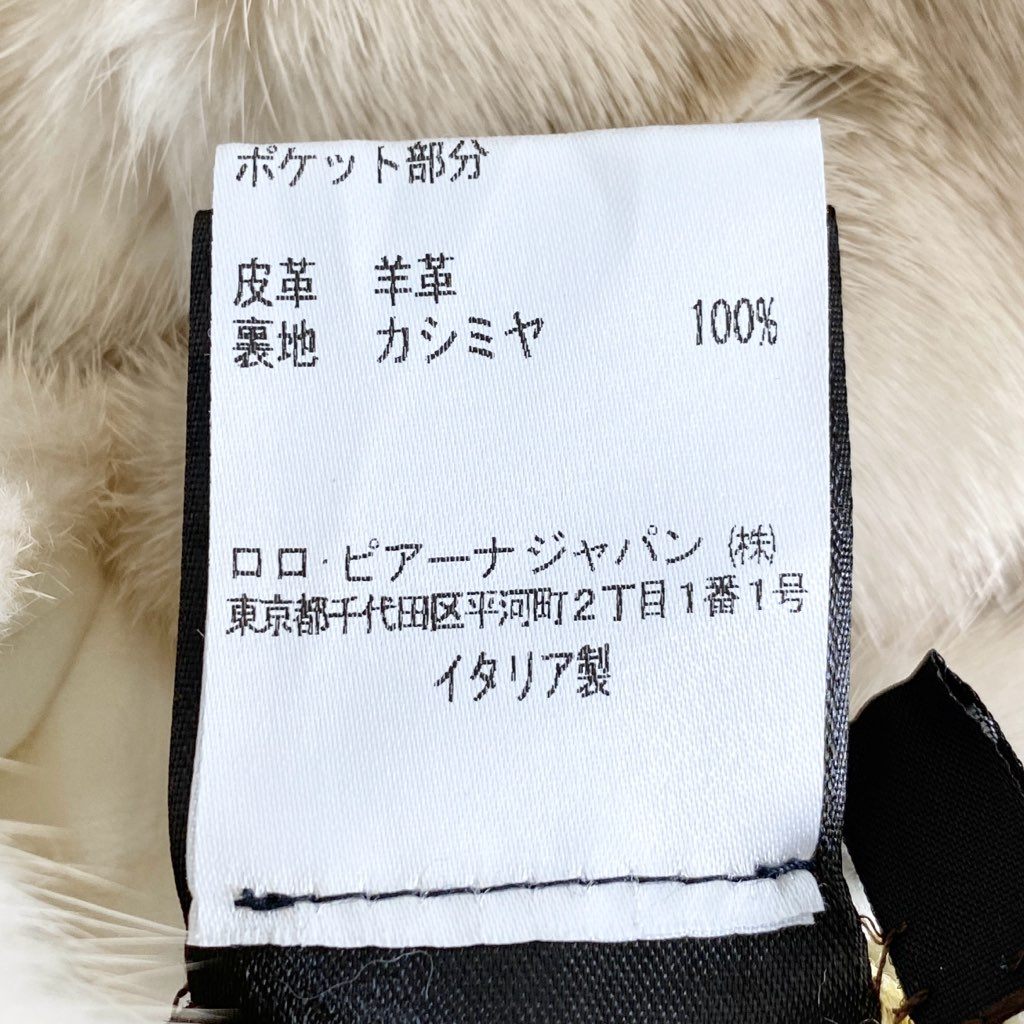 ポケット部分
皮革 羊革
裏地 カシミヤ 100%
ロロ・ピアーナジャパン ㈱
東京都千代田区平河町2丁目1番1号
イタリア製